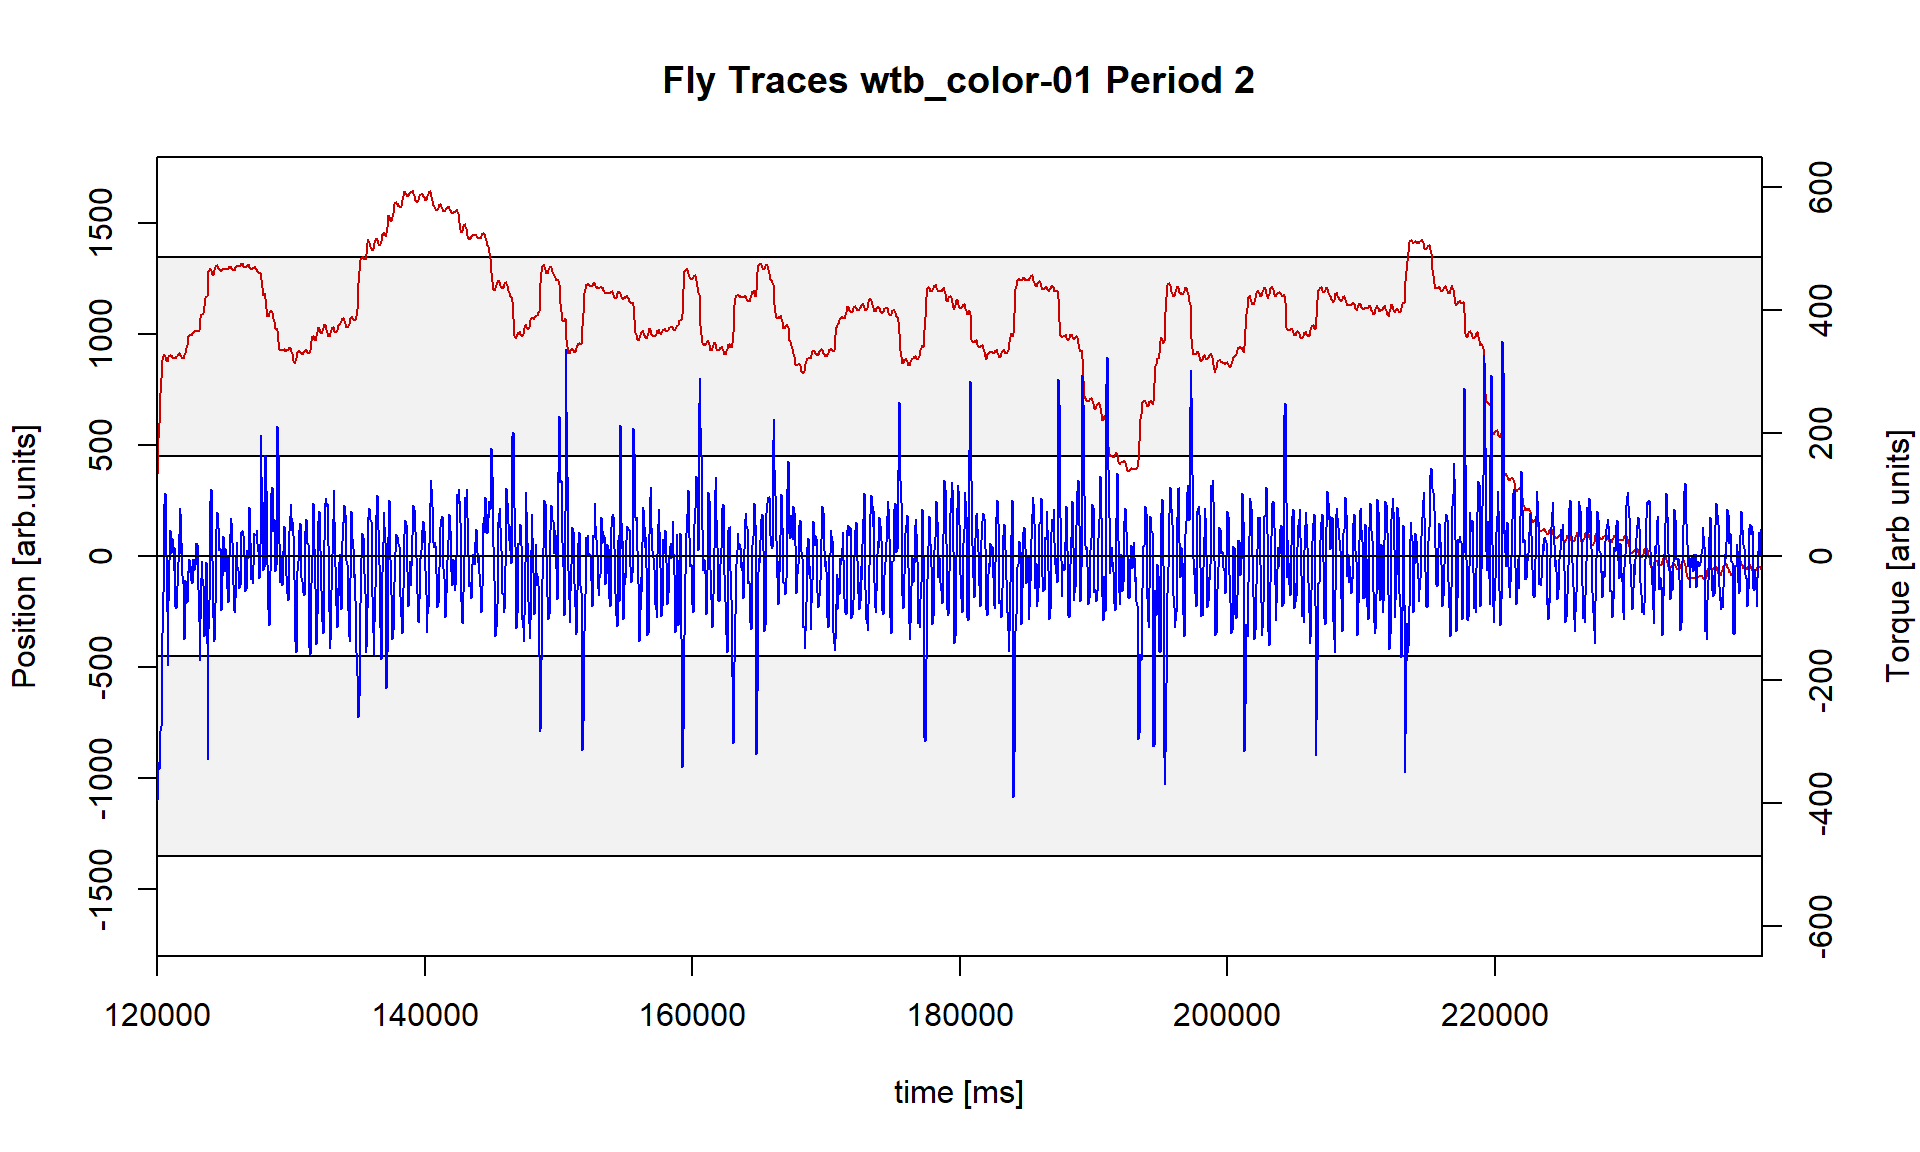 Fly Traces wtb_color-01 Period 2
Position [arb.units]
1500
1000
500
0
-500
-1000
-1500
600
400
200
0
-200
-400
-600
Torque [arb units]
120000 140000 160000 180000 200000 220000
time [ms]